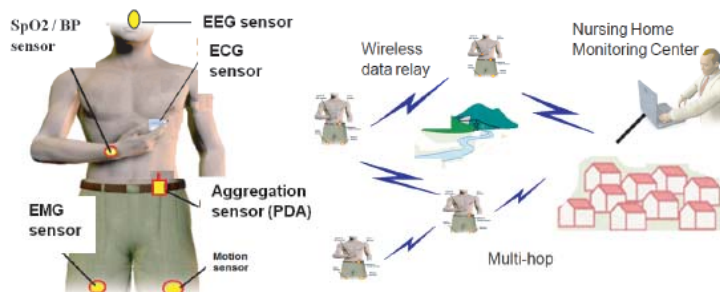 SpO2 / BP
sensor
EEG sensor
ECG
sensor
Aggregation
sensor (PDA)
EMG
sensor
Motion
sensor
Wireless
data relay
Nursing Home
Monitoring Center
Multi-hop